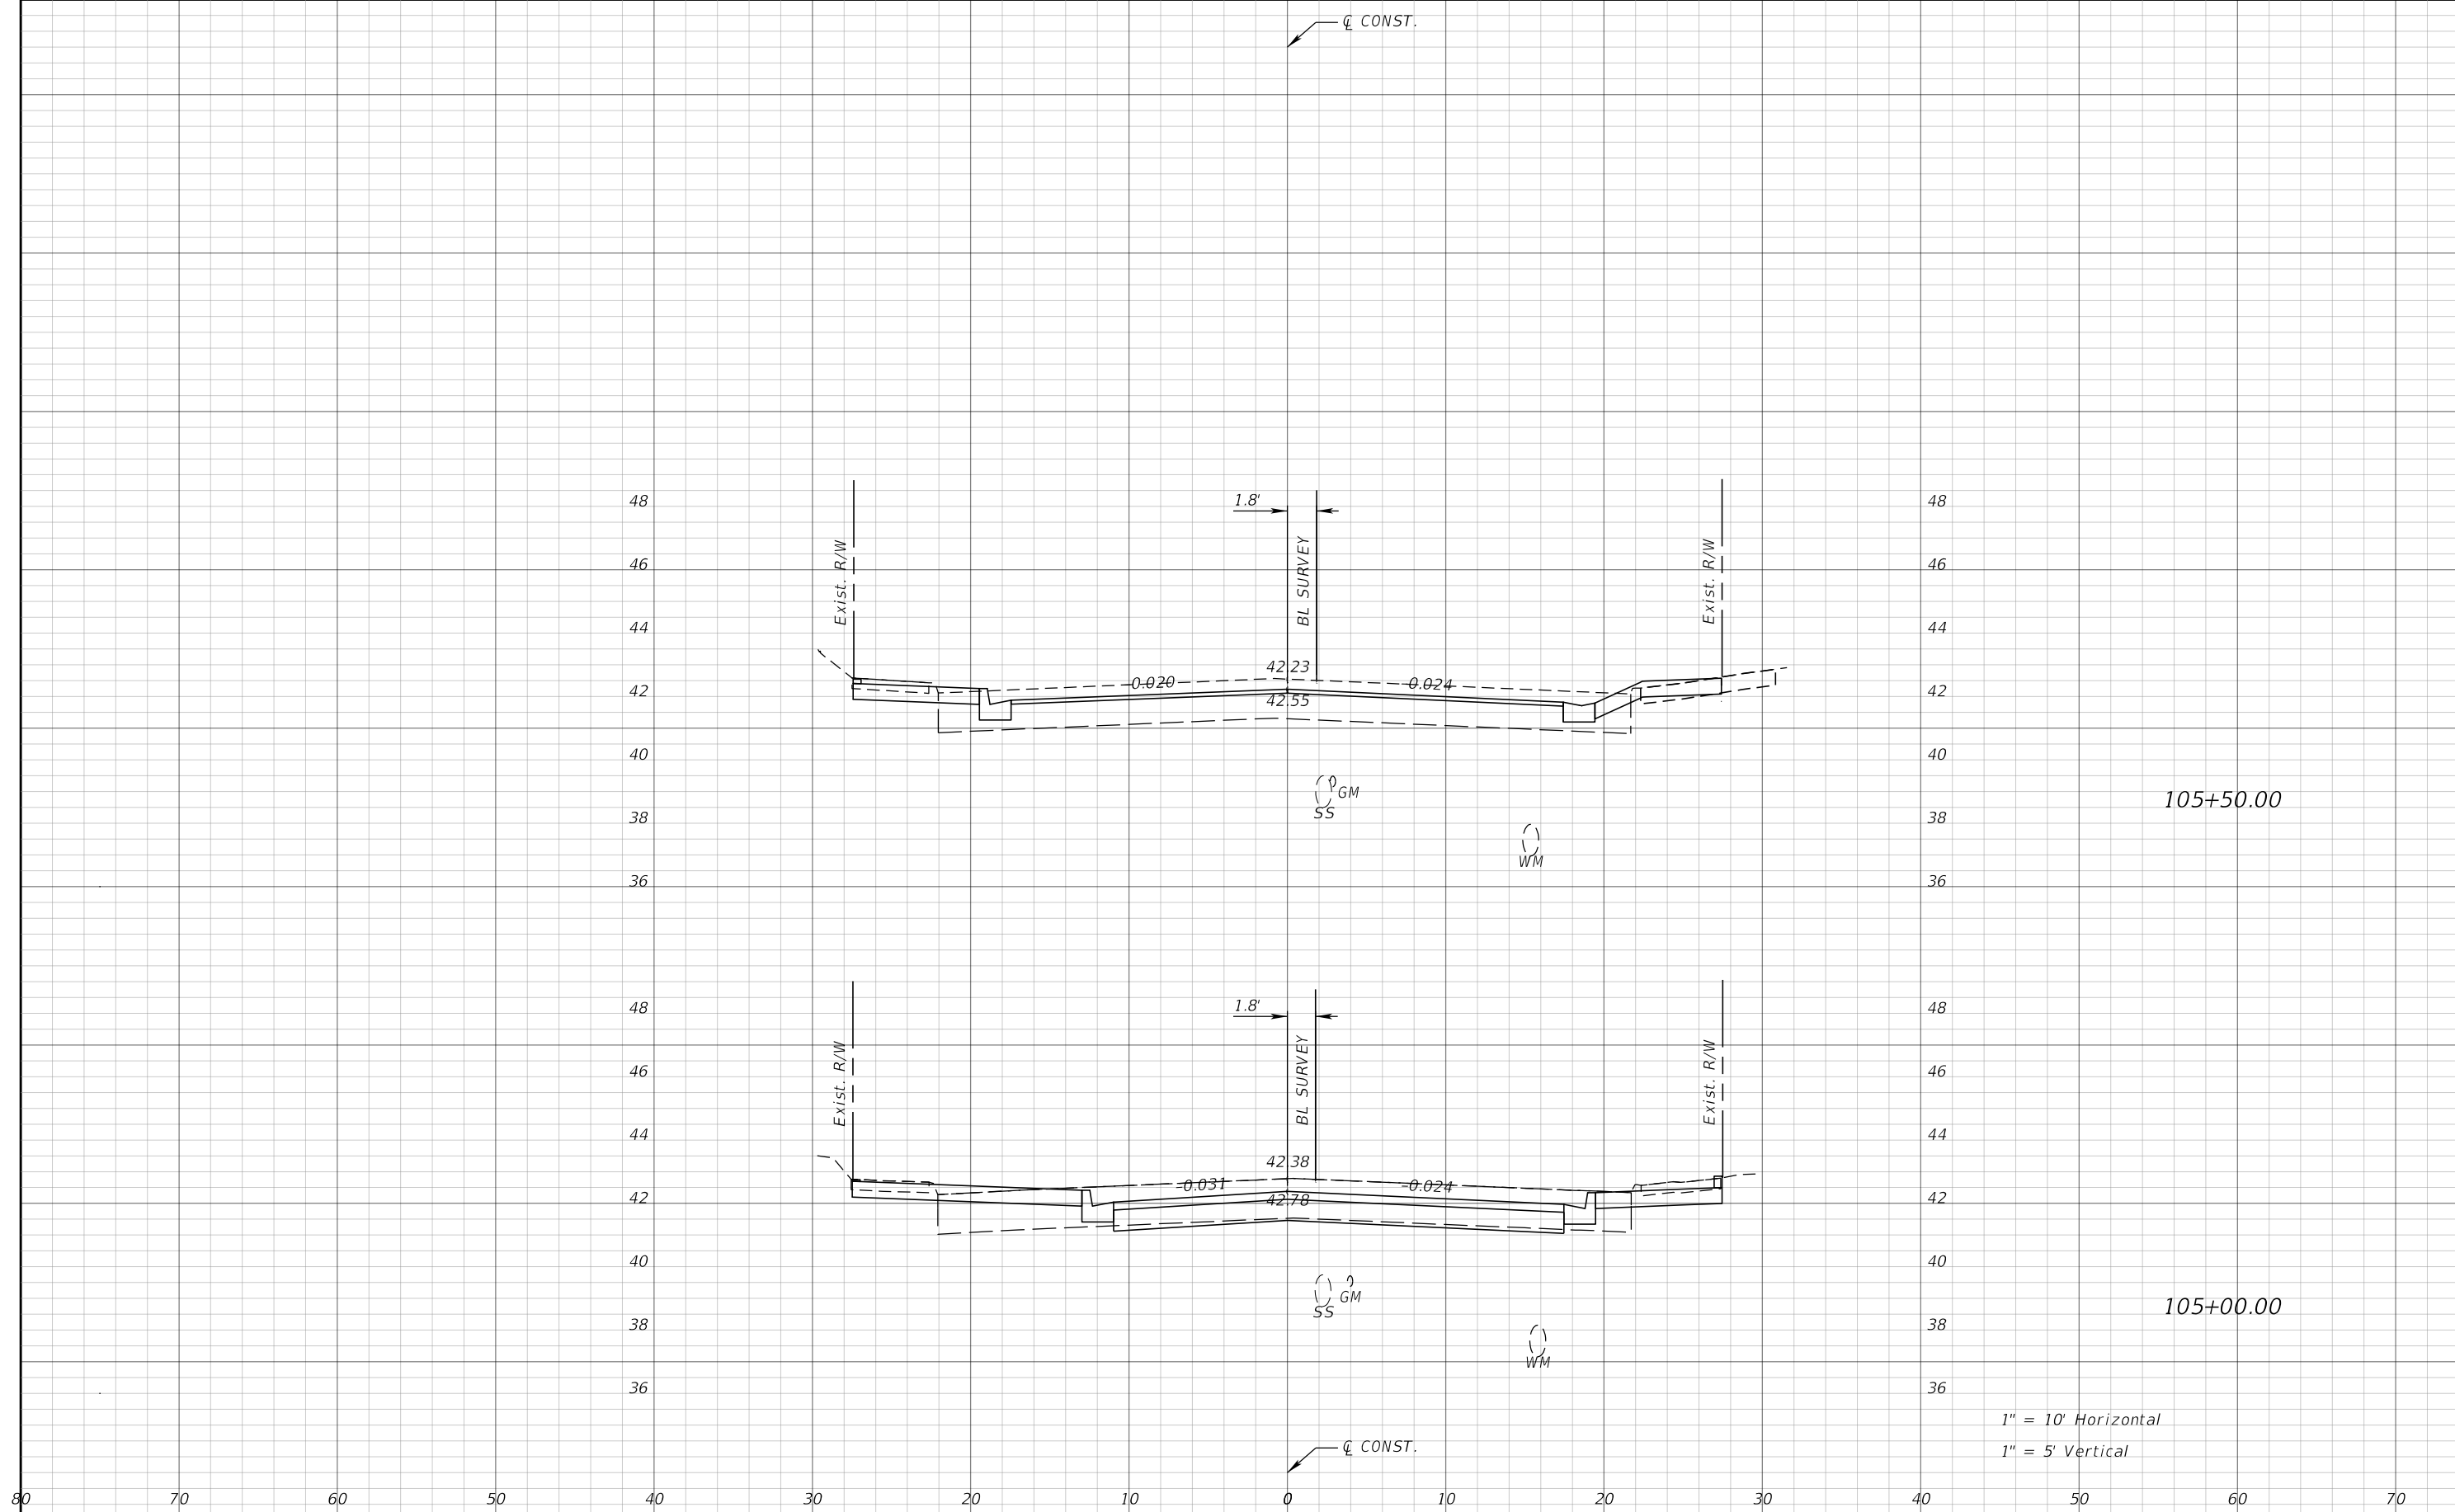 ℄ CONST.
48 1.8' 48
Exist. R/W BL SURVEY Exist. R/W
46 46
44 44
42.23
-0.020 -0.024
42 42.55 42
40 40
GM
SS
38 105+50.00 38
WM
36 36
48 1.8' 48
Exist. R/W BL SURVEY Exist. R/W
46 46
44 44
42.38
-0.031 -0.024
42 42.78 42
40 40
GM
SS
38 105+00.00 38
WM
36 36
1" = 10' Horizontal
℄ CONST.
1" = 5' Vertical
80 70 60 50 40 30 20 10 0 10 20 30 40 50 60 70